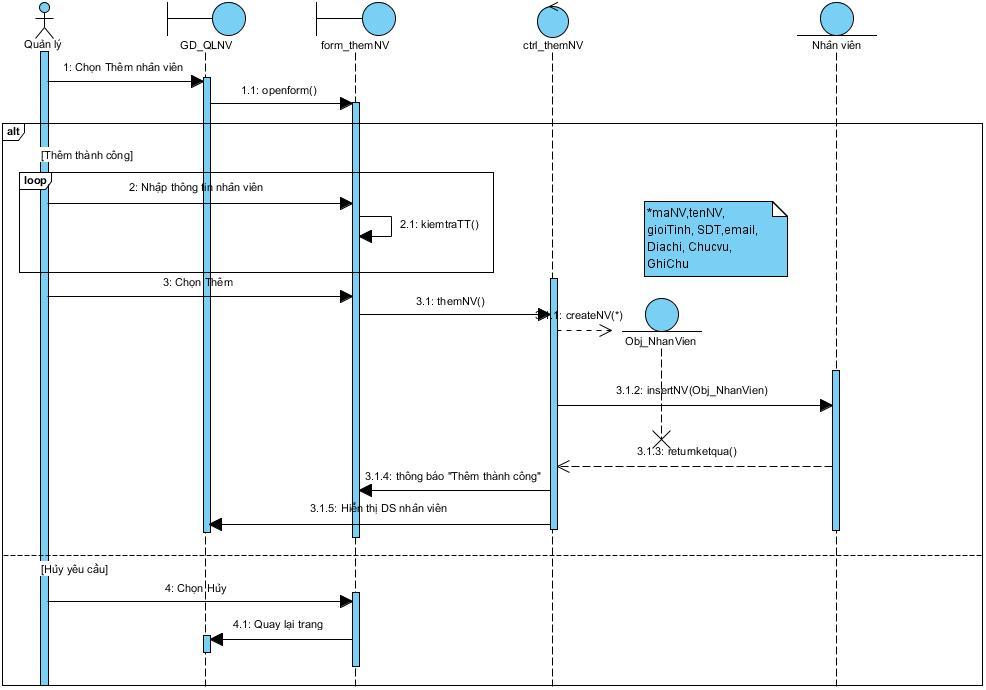 Quản lý
GD_QLNV
form_themNV
ctrl_themNV
Nhân viên
1: Chọn Thêm nhân viên
1.1: openform()
alt
[Thêm thành công]
loop
2: Nhập thông tin nhân viên
2.1: kiemtraTT()
*maNV,tenNV,
gioiTinh, SDT,email,
Diachi, Chucvu,
GhiChu
3: Chọn Thêm
3.1: themNV()
3.1.1: createNV(*)
Obj_NhanVien
3.1.2: insertNV(Obj_NhanVien)
3.1.3: returnketqua()
3.1.4: thông báo "Thêm thành công"
3.1.5: Hiển thị DS nhân viên
[Hủy yêu cầu]
4: Chọn Hủy
4.1: Quay lại trang